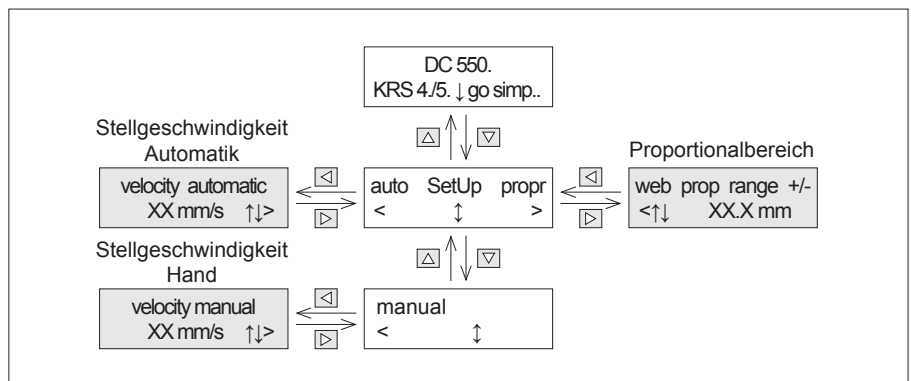 DC 550.
KRS 4./5. ↓ go simp..
Stellgeschwindigkeit
Automatik
velocity automatic
XX mm/s ↑↓>
auto SetUp propr
< ↕ >
Proportionalbereich
web prop range +/-
<↑↓ XX.X mm
Stellgeschwindigkeit
Hand
velocity manual
XX mm/s ↑↓>
manual
< ↕